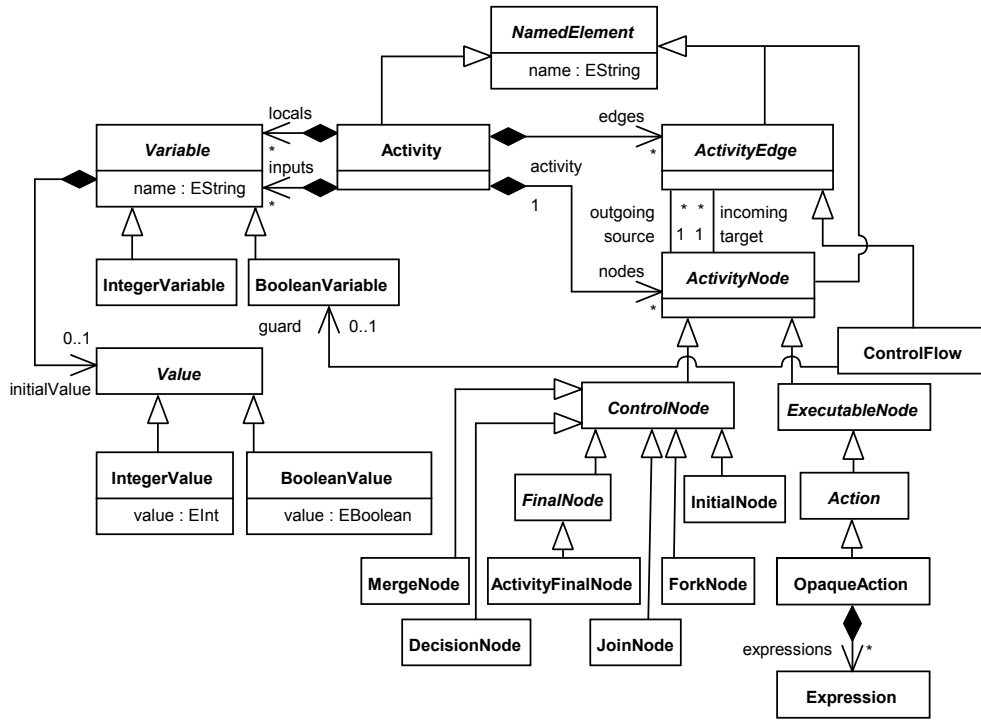 NamedElement
name : EString
locals
*
edges
*
Variable
Activity
ActivityEdge
inputs
*
activity
1
name : EString
outgoing
* *
incoming
source
1 1
target
IntegerVariable
BooleanVariable
nodes
*
ActivityNode
guard
0..1
ControlFlow
0..1
initialValue
Value
ControlNode
ExecutableNode
IntegerValue
value : EInt
BooleanValue
value : EBoolean
FinalNode
InitialNode
Action
MergeNode
ActivityFinalNode
ForkNode
OpaqueAction
DecisionNode
JoinNode
expressions
*
Expression